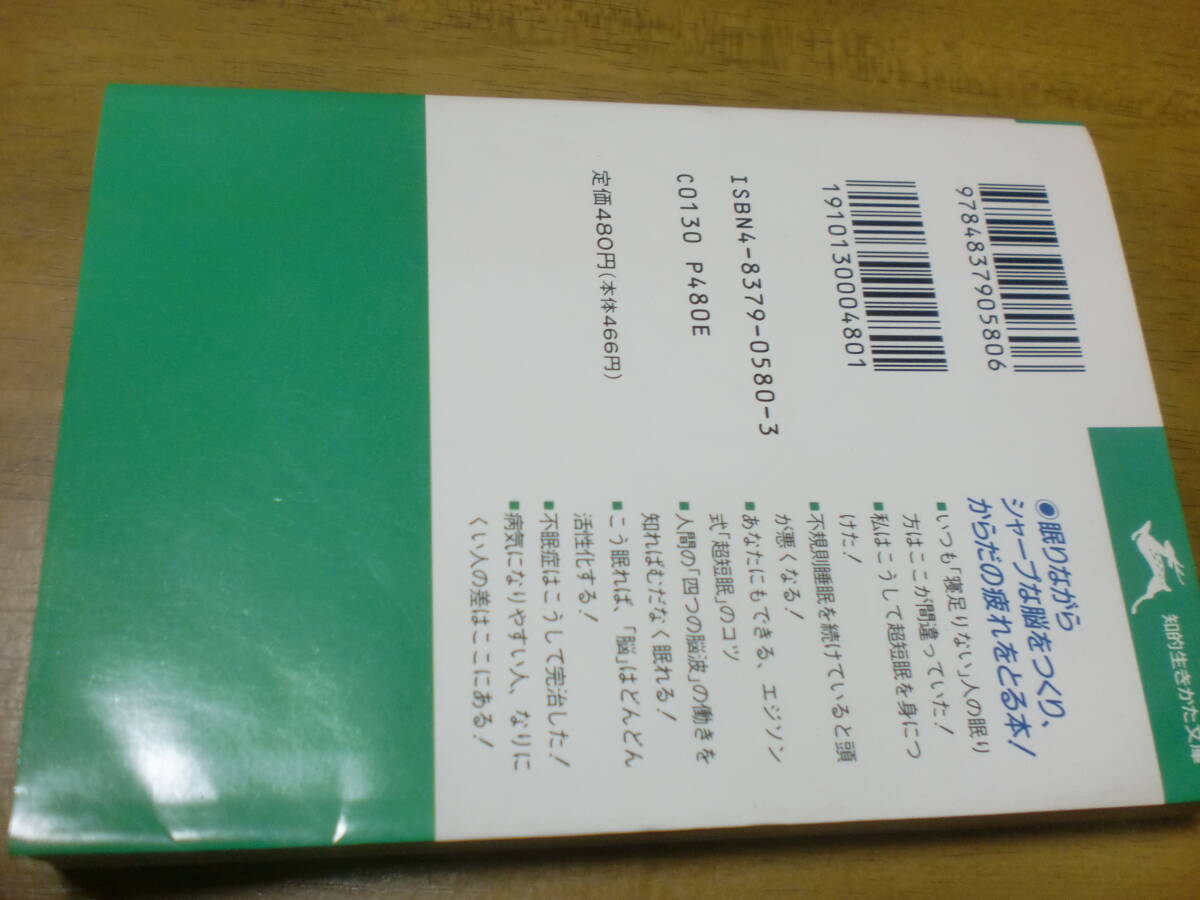 9784837905806
1910130004801
ISBN4-8379-0580-3
C0130 P480E
定価480円(本体466円)
知的生きかた文庫
●眠りながら
シャープな脳をつくり、
からだの疲れをとる本!
■いつも「寝足りない」人の眠り
方はここが間違っていた!
■私はこうして超短眠を身につ
けた!
■不規則睡眠を続けていると頭
が悪くなる!
■あなたにもできる、エジソン
式「超短眠」のコツ
■人間の「四つの脳波」の働きを
知ればむだなく眠れる!
■こう眠れば、「脳」はどんどん
活性化する!
■不眠症はこうして完治した!
■病気になりやすい人、なりに
くい人の差はここにある!